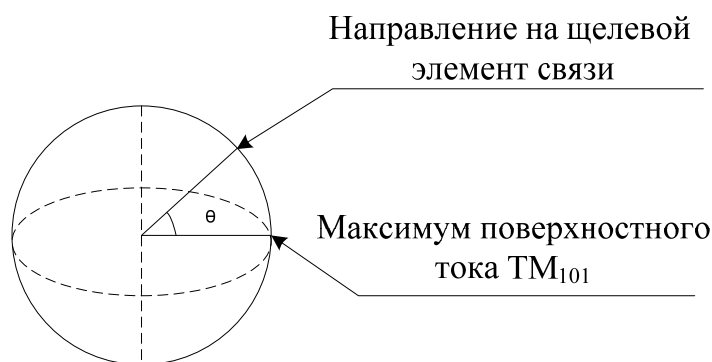 Направление на щелевой
элемент связи
θ
Максимум поверхностного
тока TM₁₀₁